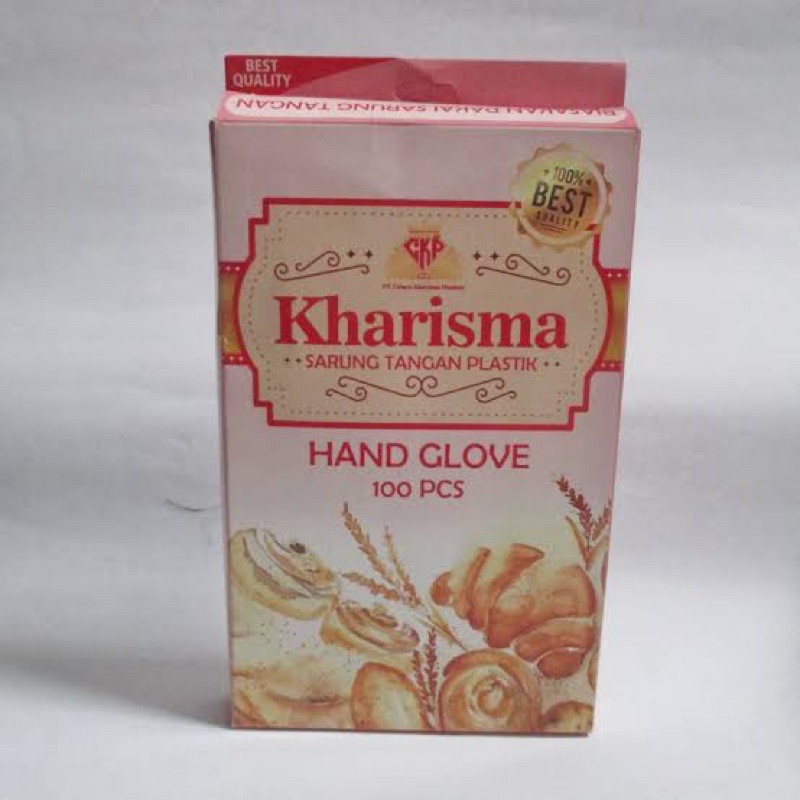 BEST
QUALITY
BIASAKAN PAKAI SARUNG TANGAN
100%
BEST
QUALITY
CKP
Kharisma
SARUNG TANGAN PLASTIK
HAND GLOVE
100 PCS